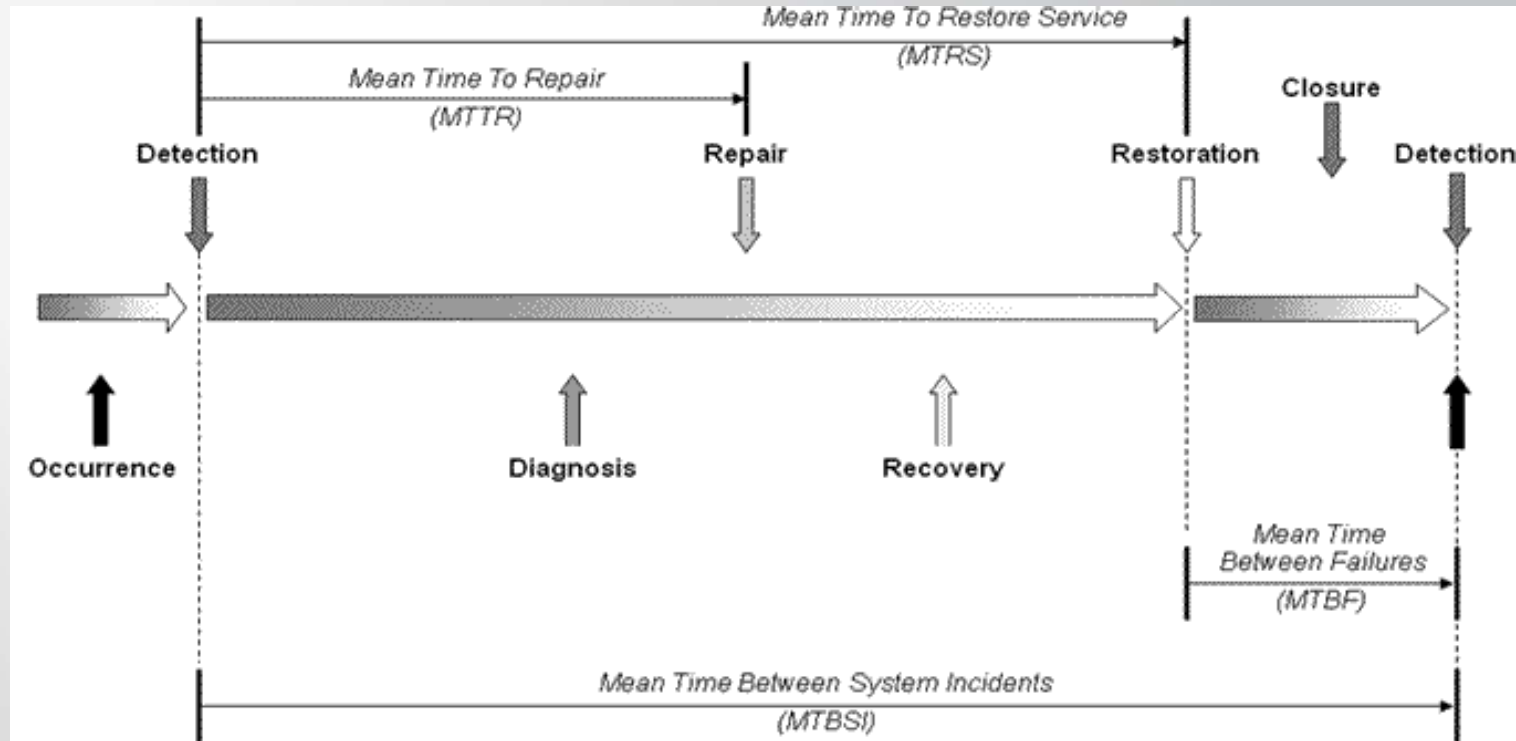 Mean Time To Restore Service
(MTRS)
Mean Time To Repair
(MTTR)
Closure
Detection
Repair
Restoration
Detection
Occurrence
Diagnosis
Recovery
Mean Time
Between Failures
(MTBF)
Mean Time Between System Incidents
(MTBSI)